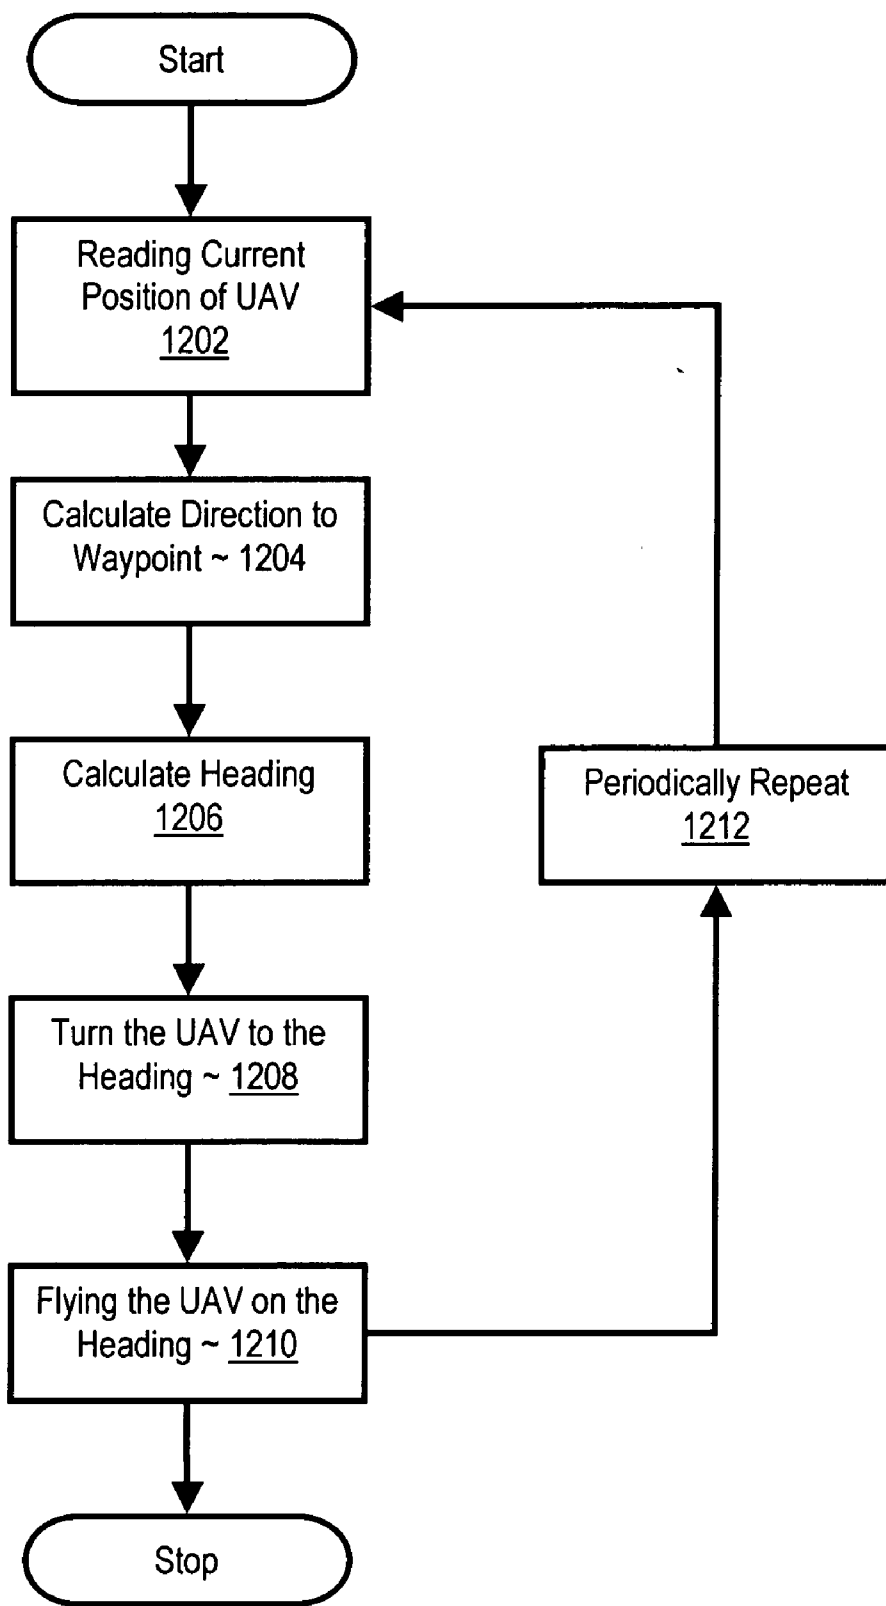 Start
Reading Current
Position of UAV
1202
Calculate Direction to
Waypoint ~ 1204
Calculate Heading
1206
Periodically Repeat
1212
Turn the UAV to the
Heading ~ 1208
Flying the UAV on the
Heading ~ 1210
Stop